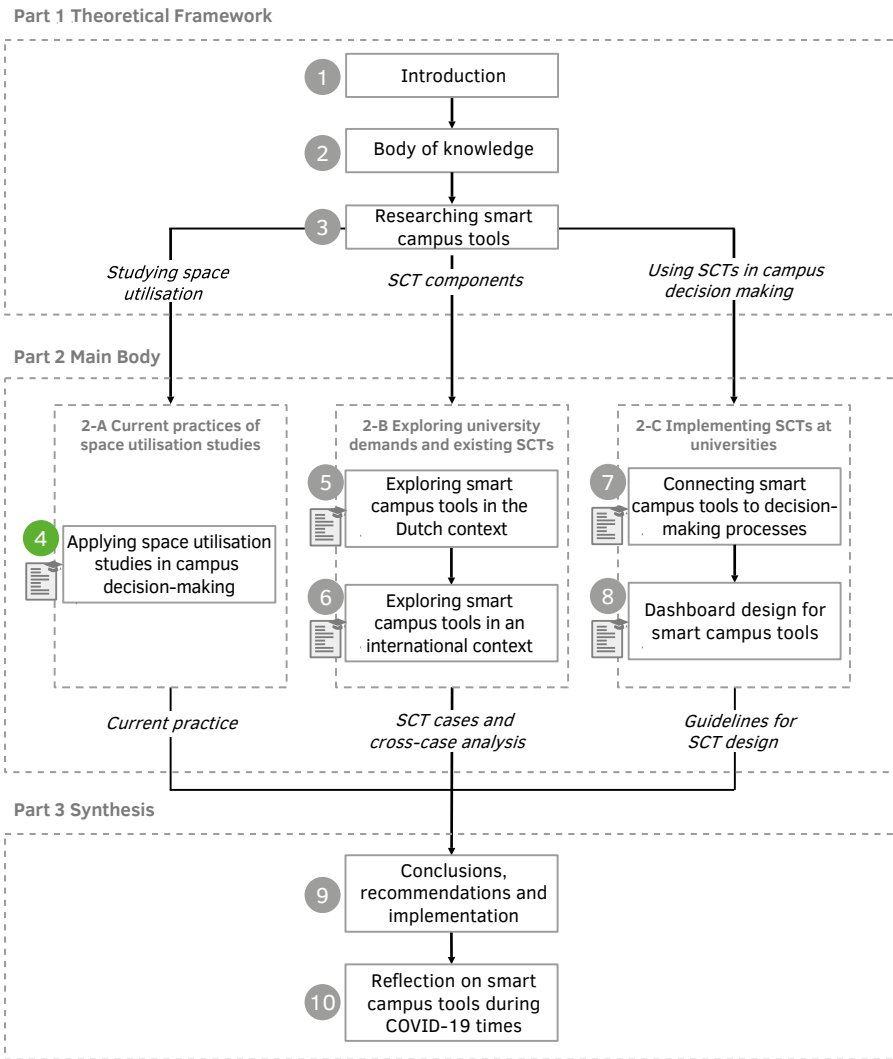 Part 1 Theoretical Framework
1
Introduction
2
Body of knowledge
3
Researching smart
campus tools
Studying space
utilisation
SCT components
Using SCTs in campus
decision making
Part 2 Main Body
2-A Current practices of
space utilisation studies
4
Applying space utilisation
studies in campus
decision-making
2-B Exploring university
demands and existing SCTs
5
Exploring smart
campus tools in the
Dutch context
6
Exploring smart
campus tools in an
international context
2-C Implementing SCTs at
universities
7
Connecting smart
campus tools to decision-
making processes
8
Dashboard design for
smart campus tools
Current practice
SCT cases and
cross-case analysis
Guidelines for
SCT design
Part 3 Synthesis
9
Conclusions,
recommendations and
implementation
10
Reflection on smart
campus tools during
COVID-19 times